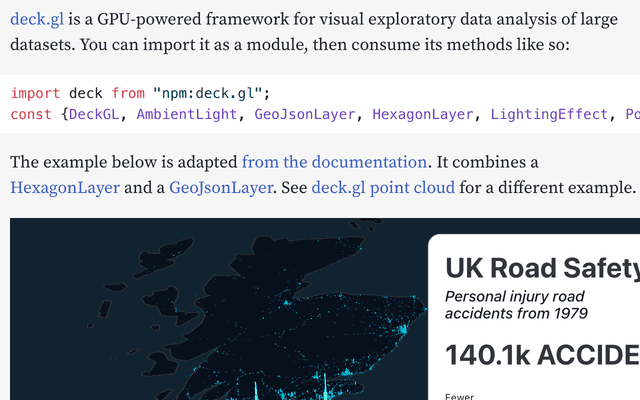 deck.gl is a GPU-powered framework for visual exploratory data analysis of large
datasets. You can import it as a module, then consume its methods like so:
import deck from "npm:deck.gl";
const {DeckGL, AmbientLight, GeoJsonLayer, HexagonLayer, LightingEffect, Po
The example below is adapted from the documentation. It combines a
HexagonLayer and a GeoJsonLayer. See deck.gl point cloud for a different example.
UK Road Safety
Personal injury road
accidents from 1979
140.1k ACCIDE
Fewer